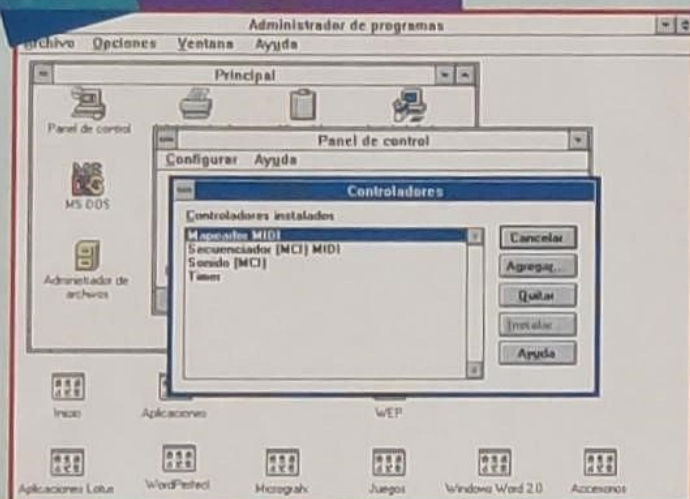 Administrador de programas
Archivo Opciones Ventana Ayuda
Principal
Panel de control
Panel de control
Configurar Ayuda
MS DOS
Controladores
Controladores instalados
Mapeador MIDI
Secuenciador [MCI] MIDI
Sonido [MCI]
Timer
Cancelar
Agregar...
Quitar
Instalar...
Ayuda
Administrador de archivos
Inicio
Aplicaciones
WEP
Aplicaciones Lotus
WordPerfect
Micrografx
Juegos
Windows Word 2.0
Accesorios